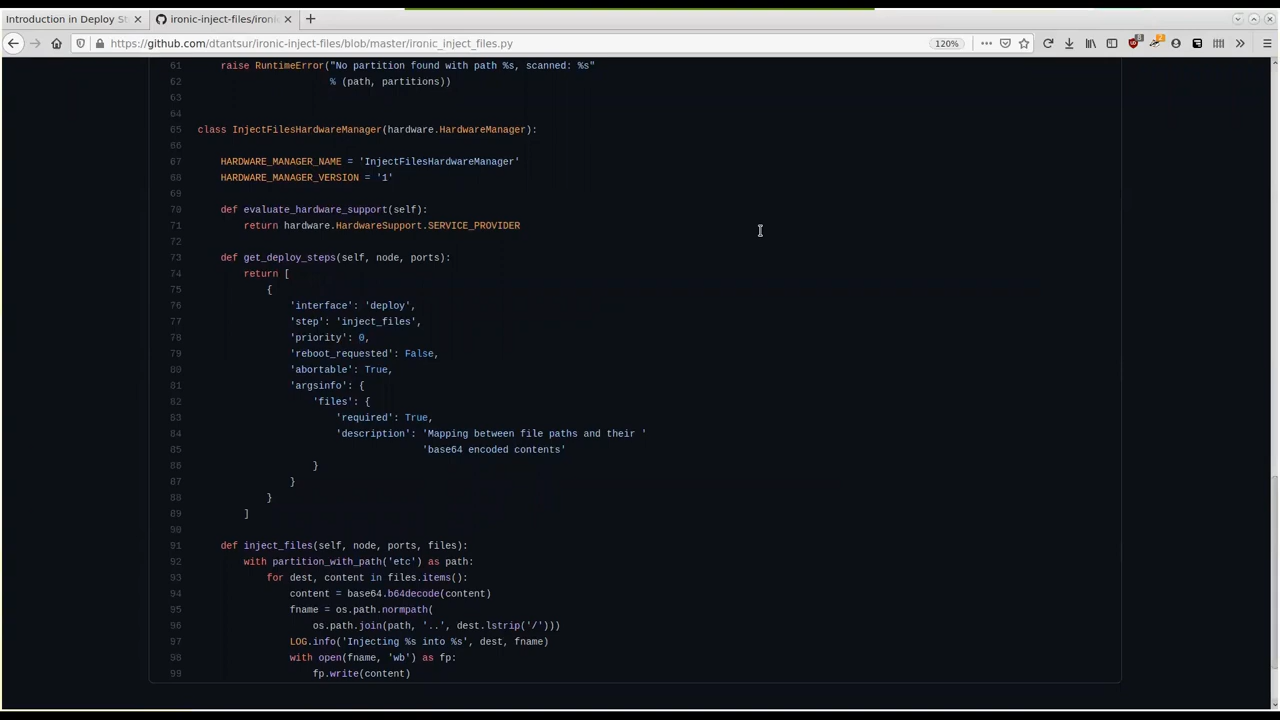 Introduction in Deploy St
ironic-inject-files/ironi
https://github.com/dtantsur/ironic-inject-files/blob/master/ironic_inject_files.py
120%
61 raise RuntimeError("No partition found with path %s, scanned: %s"
62 % (path, partitions))
63
64
65 class InjectFilesHardwareManager(hardware.HardwareManager):
66
67 HARDWARE_MANAGER_NAME = 'InjectFilesHardwareManager'
68 HARDWARE_MANAGER_VERSION = '1'
69
70 def evaluate_hardware_support(self):
71 return hardware.HardwareSupport.SERVICE_PROVIDER
72
73 def get_deploy_steps(self, node, ports):
74 return [
75 {
76 'interface': 'deploy',
77 'step': 'inject_files',
78 'priority': 0,
79 'reboot_requested': False,
80 'abortable': True,
81 'argsinfo': {
82 'files': {
83 'required': True,
84 'description': 'Mapping between file paths and their '
85 'base64 encoded contents'
86 }
87 }
88 }
89 ]
90
91 def inject_files(self, node, ports, files):
92 with partition_with_path('etc') as path:
93 for dest, content in files.items():
94 content = base64.b64decode(content)
95 fname = os.path.normpath(
96 os.path.join(path, '..', dest.lstrip('/')))
97 LOG.info('Injecting %s into %s', dest, fname)
98 with open(fname, 'wb') as fp:
99 fp.write(content)